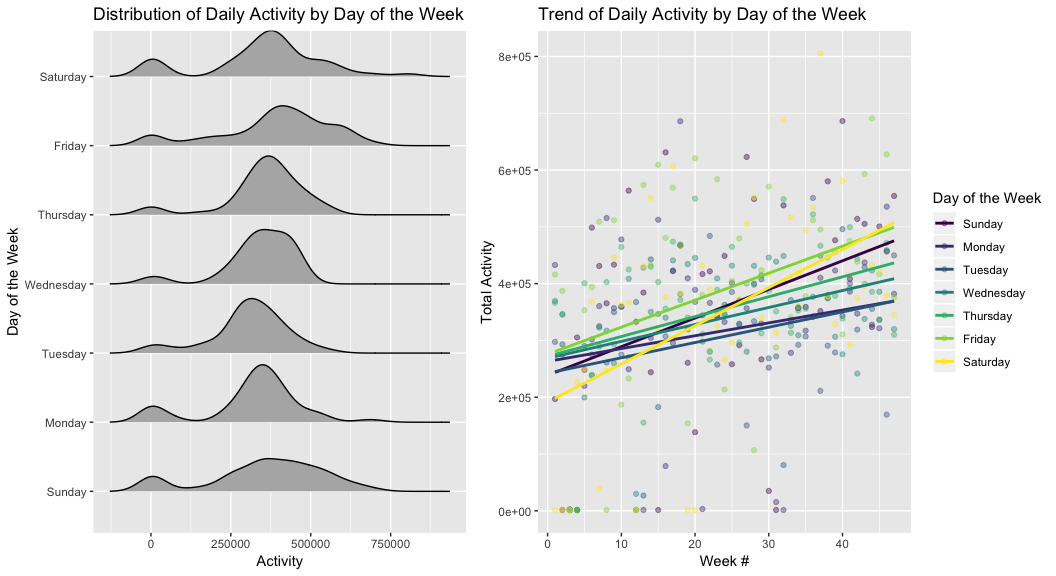 Distribution of Daily Activity by Day of the Week
Day of the Week
Saturday
Friday
Thursday
Wednesday
Tuesday
Monday
Sunday
0 250000 500000 750000
Activity
Trend of Daily Activity by Day of the Week
Total Activity
8e+05
6e+05
4e+05
2e+05
0e+00
0 10 20 30 40
Week #
Day of the Week
Sunday
Monday
Tuesday
Wednesday
Thursday
Friday
Saturday